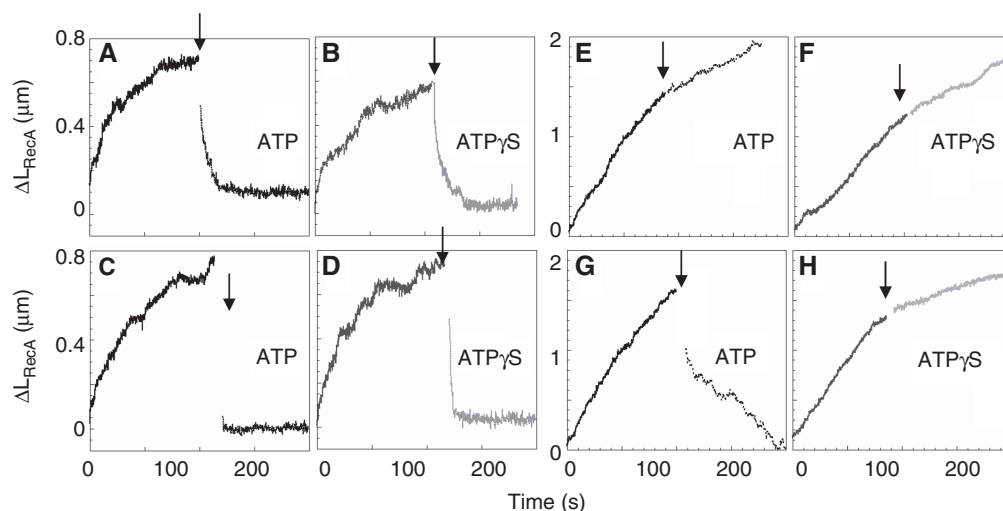 A B E F
0.8 2
ΔL_RecA (μm)
0.4 1
ATP ATPγS ATP ATPγS
0 0
C D G H
0.8 2
ΔL_RecA (μm)
0.4 1
ATP ATPγS ATP ATPγS
0 0
0 100 200 0 100 200 0 100 200 0 100 200
Time (s)